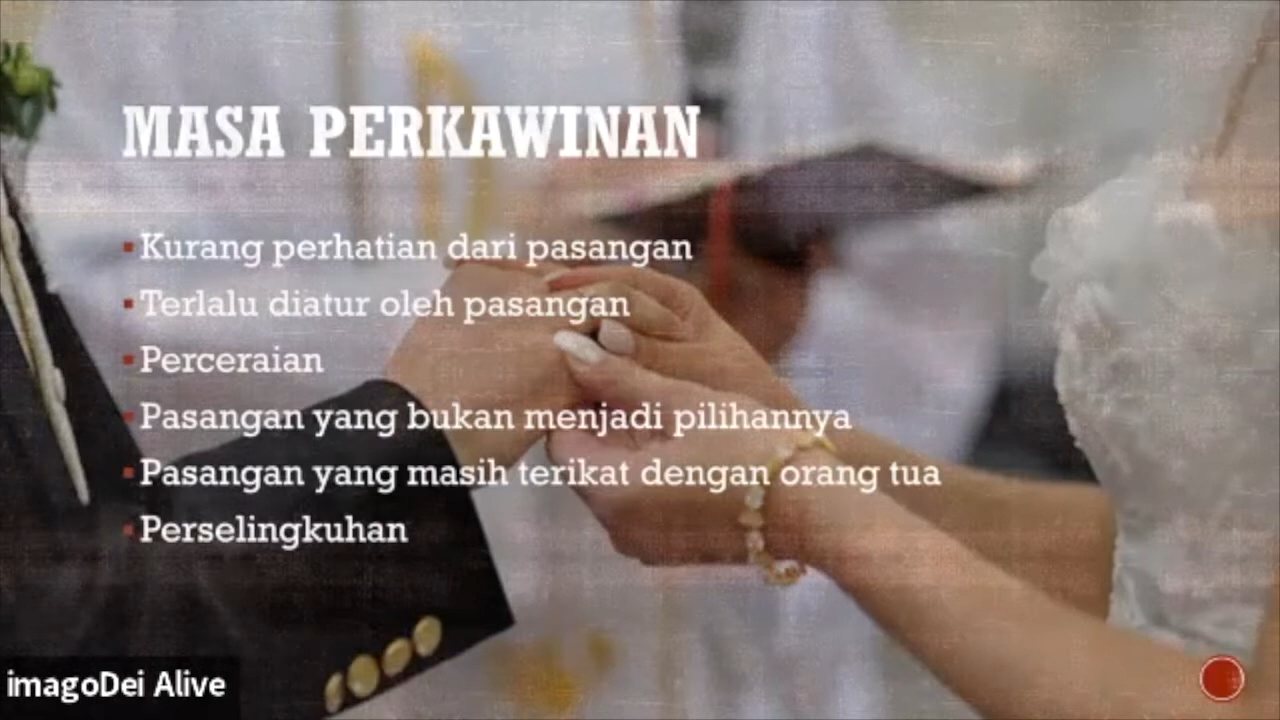 MASA PERKAWINAN
Kurang perhatian dari pasangan
Terlalu diatur oleh pasangan
Perceraian
Pasangan yang bukan menjadi pilihannya
Pasangan yang masih terikat dengan orang tua
Perselingkuhan
imagoDei Alive